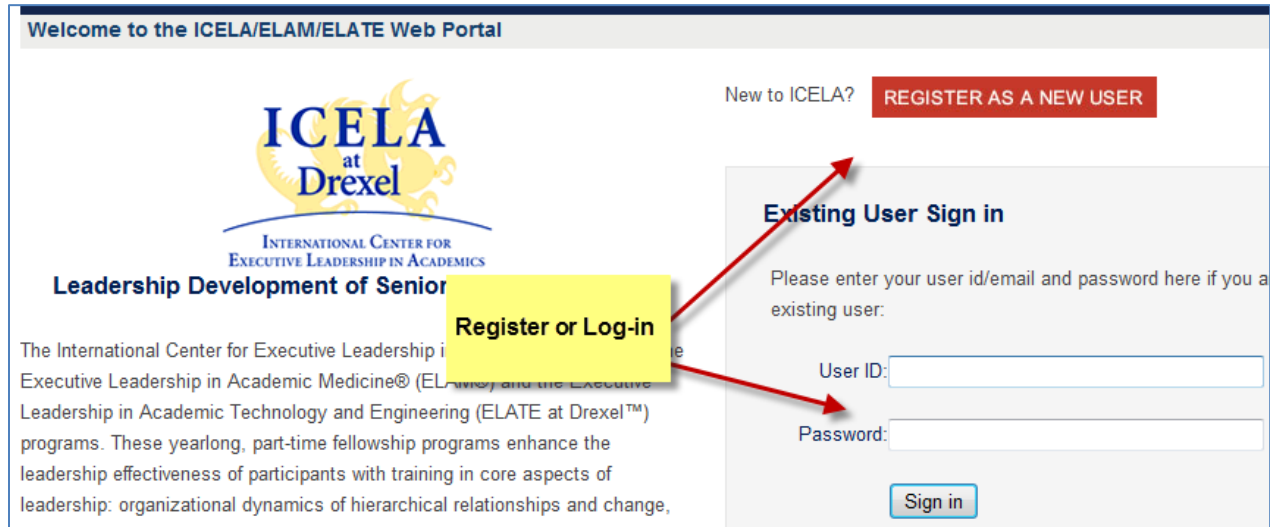 Welcome to the ICELA/ELAM/ELATE Web Portal
ICELA
at
Drexel
INTERNATIONAL CENTER FOR
EXECUTIVE LEADERSHIP IN ACADEMICS
Leadership Development of Senior
The International Center for Executive Leadership
Executive Leadership in Academic Medicine® (ELAM®) and the Executive
Leadership in Academic Technology and Engineering (ELATE at Drexel™)
programs. These yearlong, part-time fellowship programs enhance the
leadership effectiveness of participants with training in core aspects of
leadership: organizational dynamics of hierarchical relationships and change,
Register or Log-in
New to ICELA? REGISTER AS A NEW USER
Existing User Sign in
Please enter your user id/email and password here if you a
existing user:
User ID:
Password:
Sign in